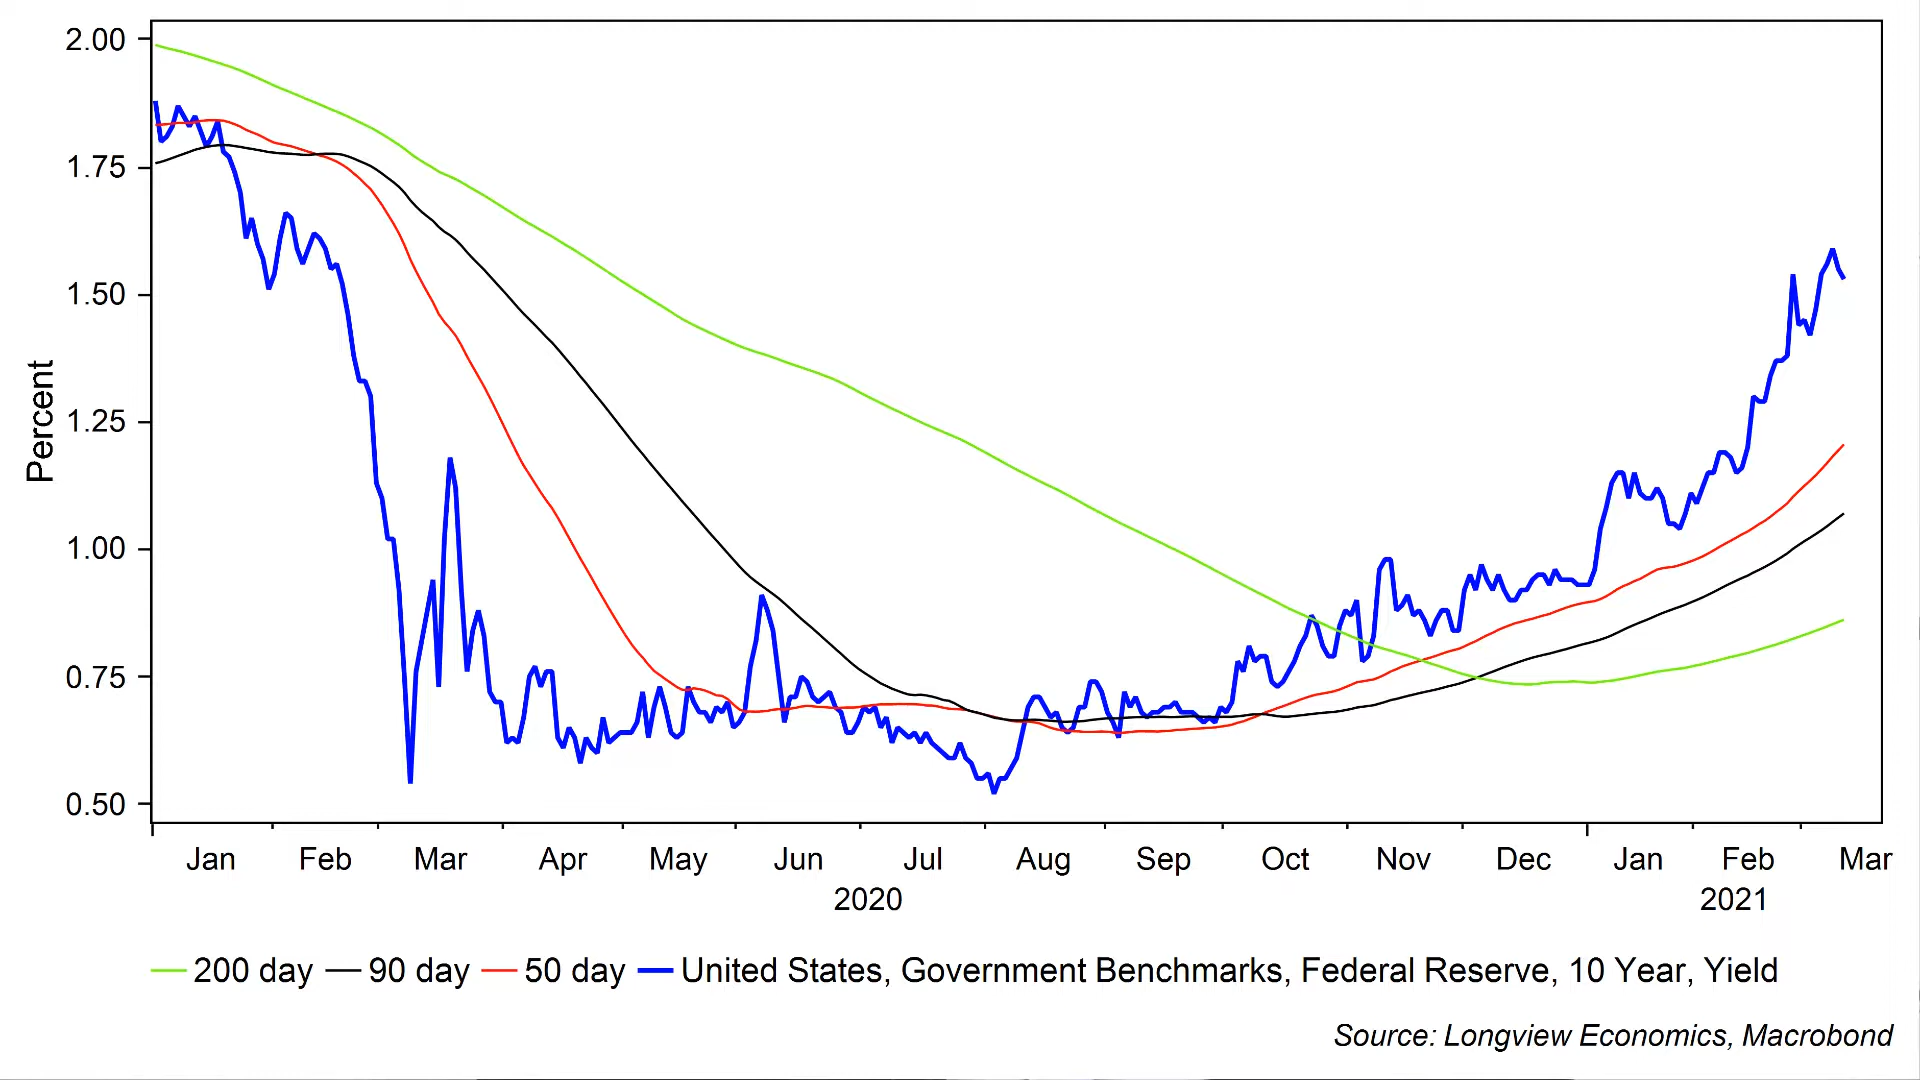 2.00
1.75
1.50
1.25
1.00
0.75
0.50
Percent
Jan Feb Mar Apr May Jun Jul Aug Sep Oct Nov Dec Jan Feb Mar
2020 2021
200 day 90 day 50 day United States, Government Benchmarks, Federal Reserve, 10 Year, Yield
Source: Longview Economics, Macrobond